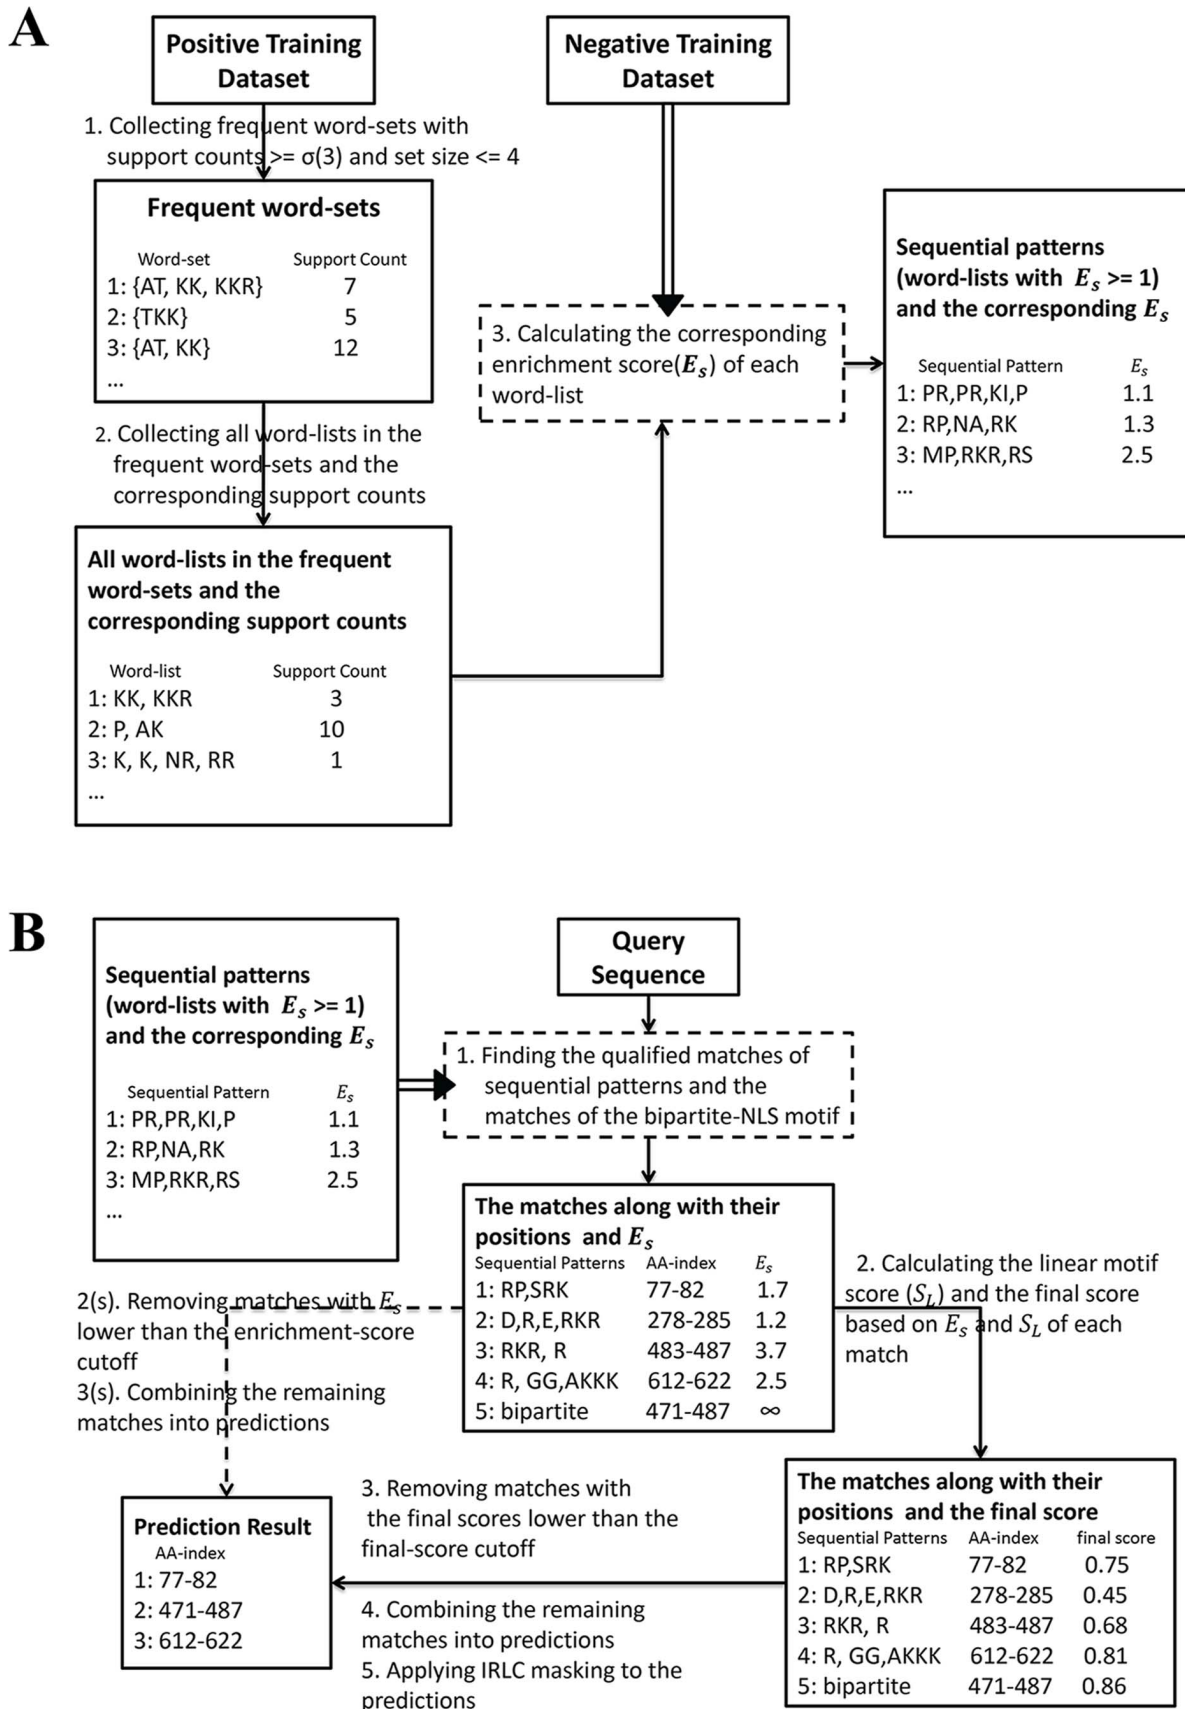 A
Positive Training
Dataset
Negative Training
Dataset
1. Collecting frequent word-sets with
support counts >= σ(3) and set size <= 4
Frequent word-sets
Word-set Support Count
1: {AT, KK, KKR} 7
2: {TKK} 5
3: {AT, KK} 12
...
2. Collecting all word-lists in the
frequent word-sets and the
corresponding support counts
All word-lists in the frequent
word-sets and the
corresponding support counts
Word-list Support Count
1: KK, KKR 3
2: P, AK 10
3: K, K, NR, RR 1
...
3. Calculating the corresponding
enrichment score(Es) of each
word-list
Sequential patterns
(word-lists with Es >= 1)
and the corresponding Es
Sequential Pattern Es
1: PR,PR,KI,P 1.1
2: RP,NA,RK 1.3
3: MP,RKR,RS 2.5
...
B
Sequential patterns
(word-lists with Es >= 1)
and the corresponding Es
Sequential Pattern Es
1: PR,PR,KI,P 1.1
2: RP,NA,RK 1.3
3: MP,RKR,RS 2.5
...
Query
Sequence
1. Finding the qualified matches of
sequential patterns and the
matches of the bipartite-NLS motif
The matches along with their
positions and Es
Sequential Patterns AA-index Es
1: RP,SRK 77-82 1.7
2: D,R,E,RKR 278-285 1.2
3: RKR, R 483-487 3.7
4: R, GG,AKKK 612-622 2.5
5: bipartite 471-487 ∞
2. Calculating the linear motif
score (SL) and the final score
based on Es and SL of each
match
2(s). Removing matches with Es
lower than the enrichment-score
cutoff
3(s). Combining the remaining
matches into predictions
The matches along with their
positions and the final score
Sequential Patterns AA-index final score
1: RP,SRK 77-82 0.75
2: D,R,E,RKR 278-285 0.45
3: RKR, R 483-487 0.68
4: R, GG,AKKK 612-622 0.81
5: bipartite 471-487 0.86
3. Removing matches with
the final scores lower than the
final-score cutoff
4. Combining the remaining
matches into predictions
5. Applying IRLC masking to the
predictions
Prediction Result
AA-index
1: 77-82
2: 471-487
3: 612-622